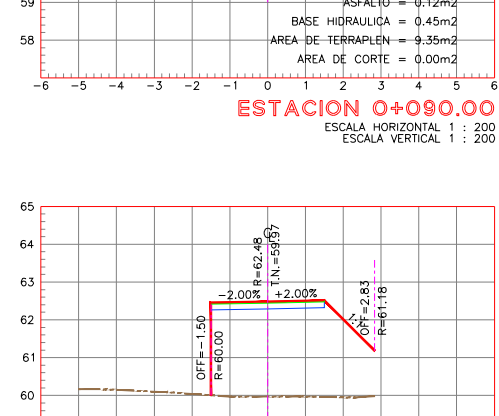 59
ASFALTO = 0.12m2
BASE HIDRAULICA = 0.45m2
58
AREA DE TERRAPLEN = 9.35m2
AREA DE CORTE = 0.00m2
-6 -5 -4 -3 -2 -1 0 1 2 3 4 5 6
ESTACION 0+090.00
ESCALA HORIZONTAL 1 : 200
ESCALA VERTICAL 1 : 200
65
64
63
62
61
60
R=62.48
T.N.=59.97
-2.00%
+2.00%
OFF=-1.50
R=60.00
OFF=2.83
R=61.18